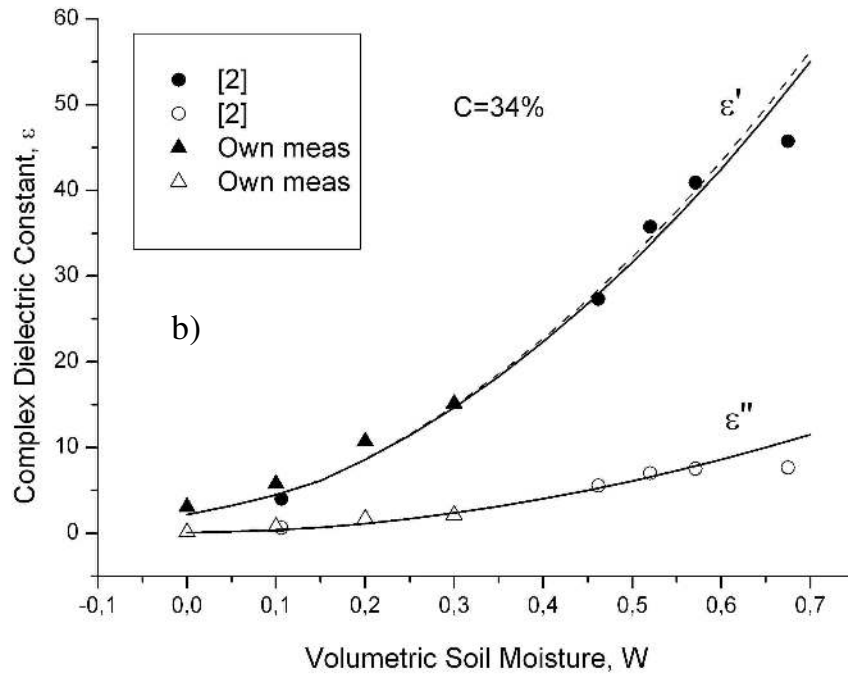 60
50
40
30
20
10
0
Complex Dielectric Constant, ε
[2]
[2]
Own meas
Own meas
C=34%
ε'
b)
ε"
-0,1 0,0 0,1 0,2 0,3 0,4 0,5 0,6 0,7
Volumetric Soil Moisture, W